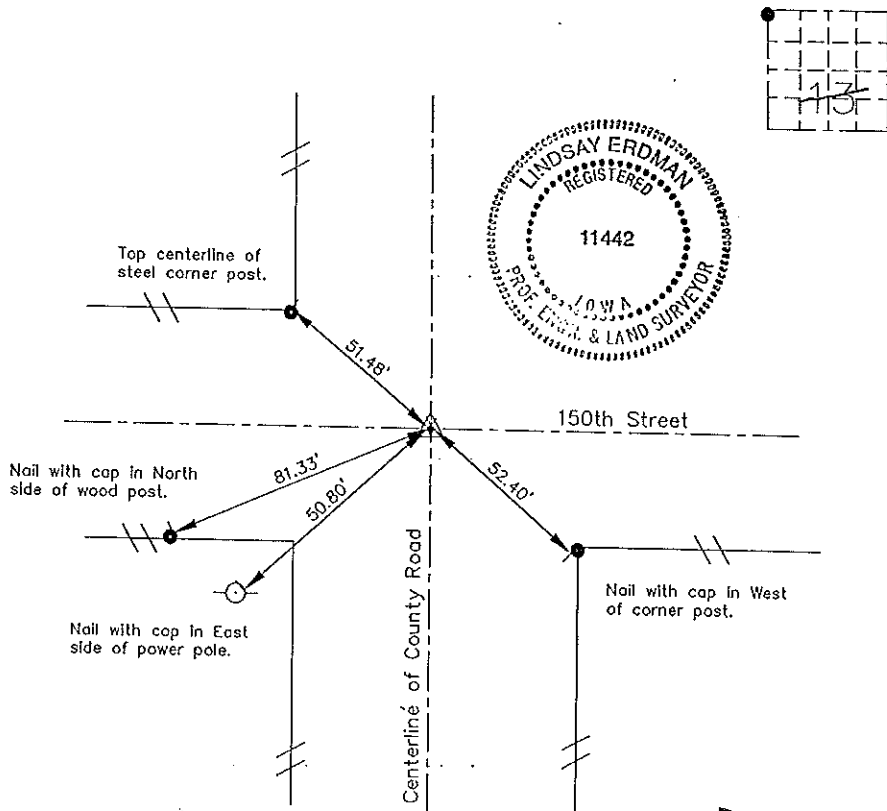 13
LINDSAY ERDMAN
REGISTERED
11442
IOWA
PROF. ENGR. & LAND SURVEYOR
Top centerline of
steel corner post.
51.48'
150th Street
Nail with cap in North
side of wood post.
81.33'
50.80'
52.40'
Nail with cap in West
of corner post.
Nail with cap in East
side of power pole.
Centerline of County Road